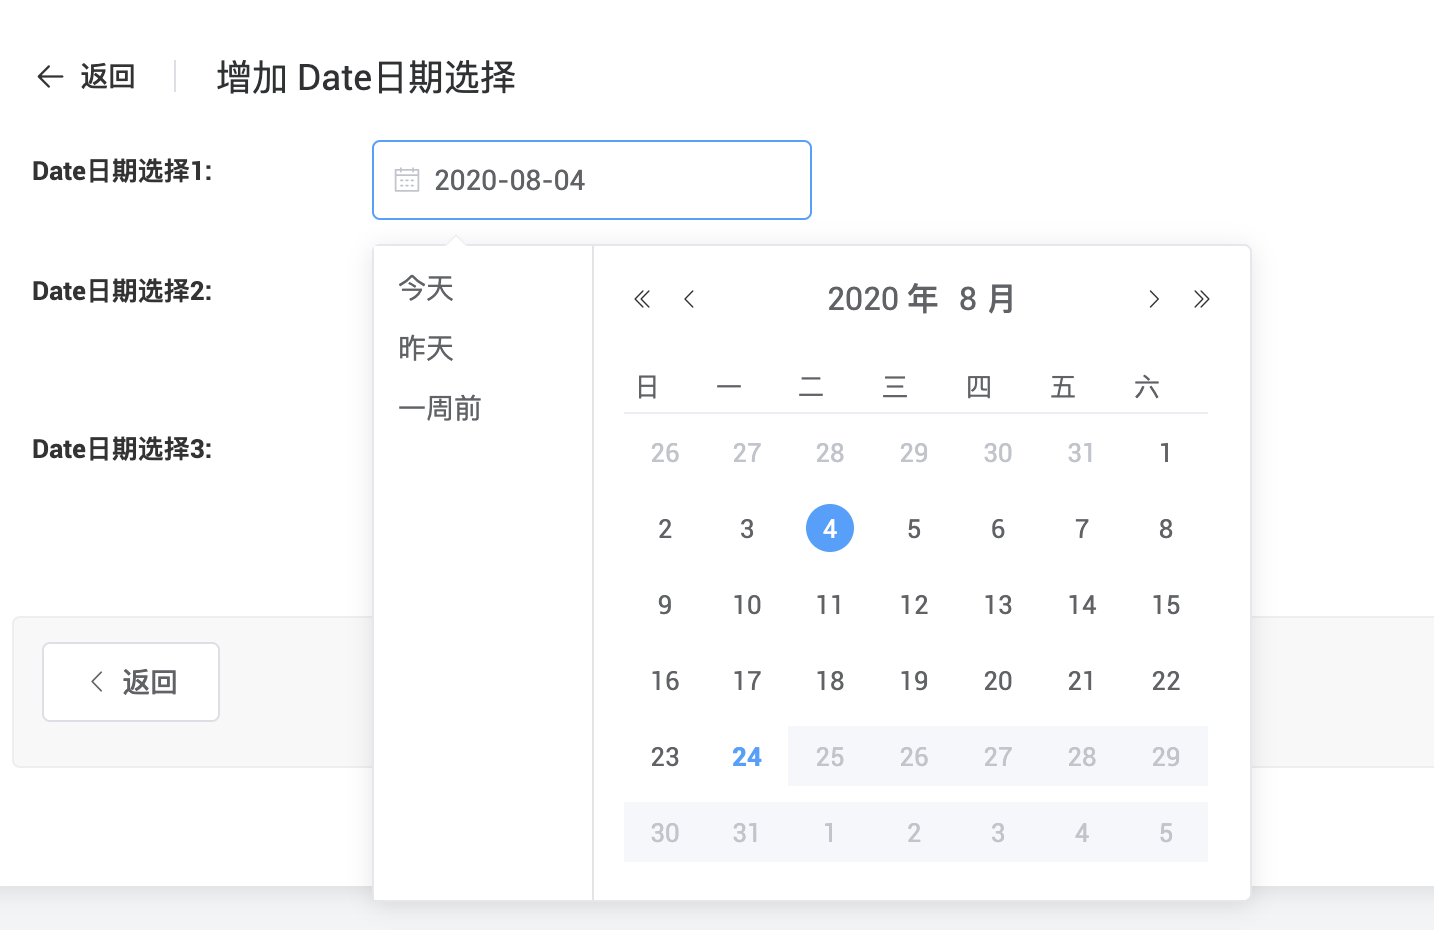 返回 增加 Date日期选择
Date日期选择1:
2020-08-04
Date日期选择2:
Date日期选择3:
今天
昨天
一周前
2020 年 8 月
日 一 二 三 四 五 六
26 27 28 29 30 31 1
2 3 4 5 6 7 8
9 10 11 12 13 14 15
16 17 18 19 20 21 22
23 24 25 26 27 28 29
30 31 1 2 3 4 5
返回